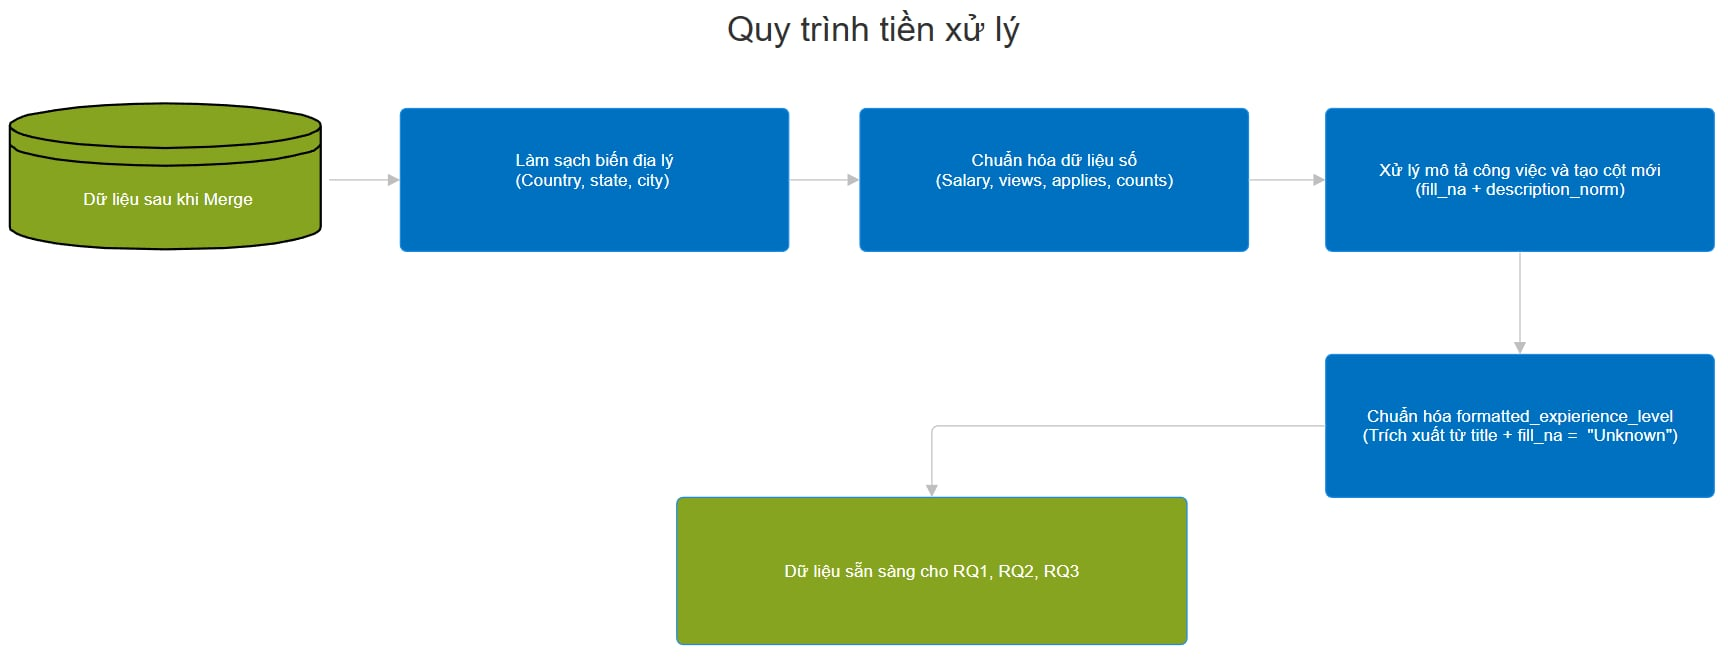 Quy trình tiền xử lý
Dữ liệu sau khi Merge
Làm sạch biến địa lý
(Country, state, city)
Chuẩn hóa dữ liệu số
(Salary, views, applies, counts)
Xử lý mô tả công việc và tạo cột mới
(fill_na + description_norm)
Chuẩn hóa formatted_expierience_level
(Trích xuất từ title + fill_na =  "Unknown")
Dữ liệu sẵn sàng cho RQ1, RQ2, RQ3